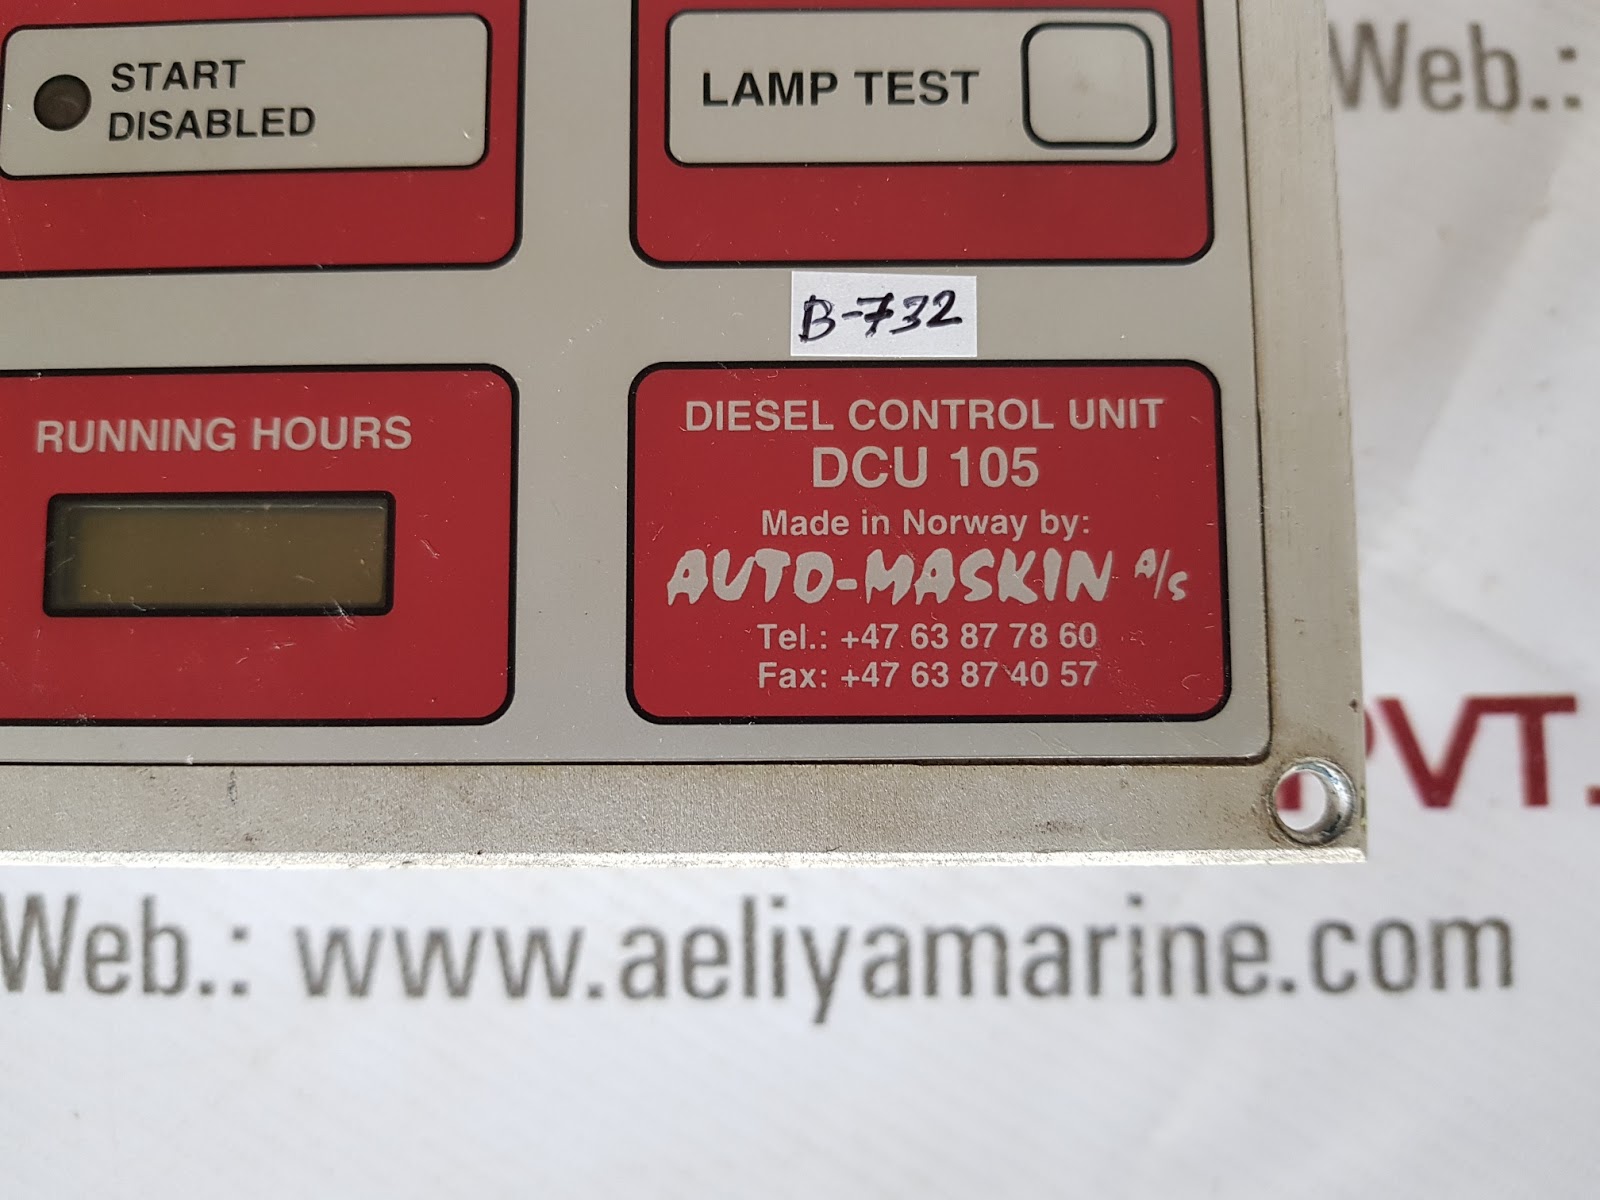 START
DISABLED
LAMP TEST
Web.:
B-732
RUNNING HOURS
DIESEL CONTROL UNIT
DCU 105
Made in Norway by:
AUTO-MASKIN A/S
Tel.: +47 63 87 78 60
Fax: +47 63 87 40 57
PVT.
Web.: www.aeliyamarine.com